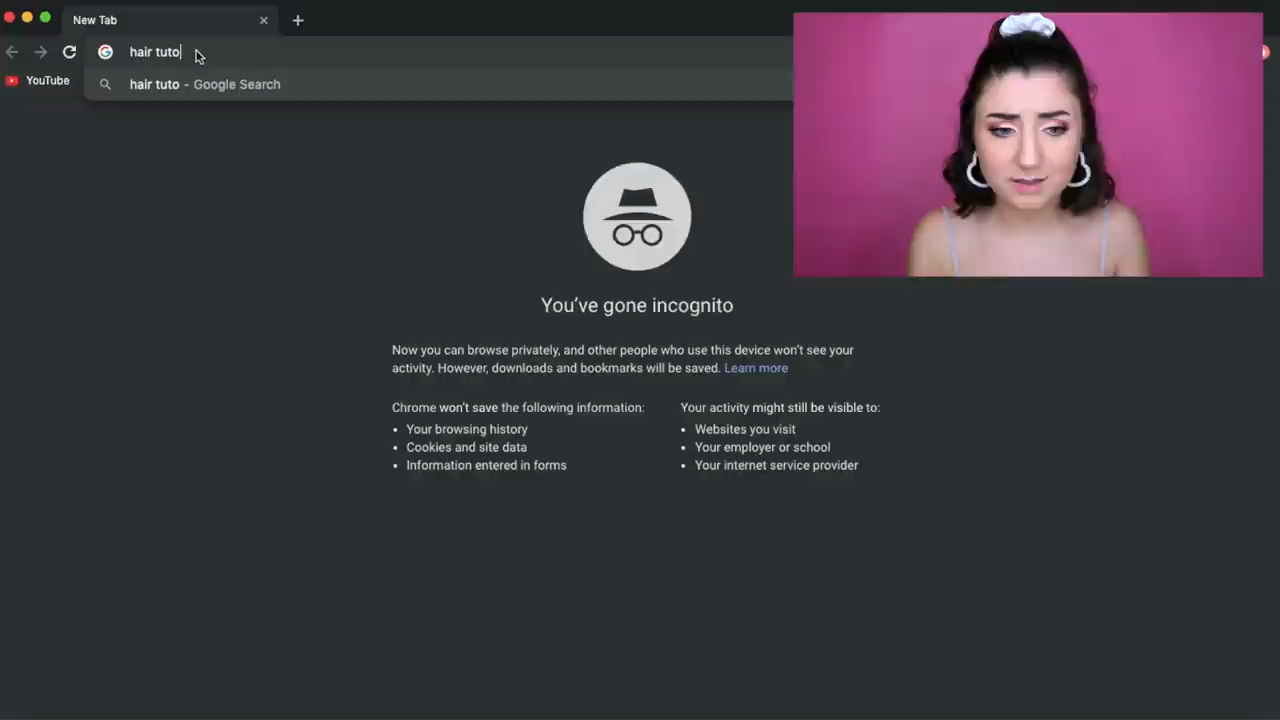 New Tab
hair tuto
YouTube
hair tuto - Google Search
You've gone incognito
Now you can browse privately, and other people who use this device won't see your
activity. However, downloads and bookmarks will be saved. Learn more
Chrome won't save the following information:
• Your browsing history
• Cookies and site data
• Information entered in forms
Your activity might still be visible to:
• Websites you visit
• Your employer or school
• Your internet service provider